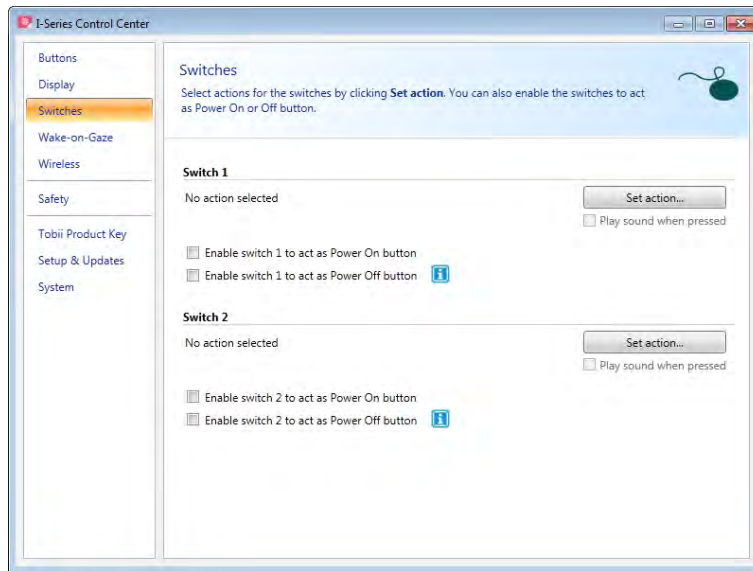 I-Series Control Center
Buttons
Display
Switches
Wake-on-Gaze
Wireless
Safety
Tobii Product Key
Setup & Updates
System
Switches
Select actions for the switches by clicking Set action. You can also enable the switches to act
as Power On or Off button.
Switch 1
No action selected
Set action...
Play sound when pressed
Enable switch 1 to act as Power On button
Enable switch 1 to act as Power Off button
Switch 2
No action selected
Set action...
Play sound when pressed
Enable switch 2 to act as Power On button
Enable switch 2 to act as Power Off button